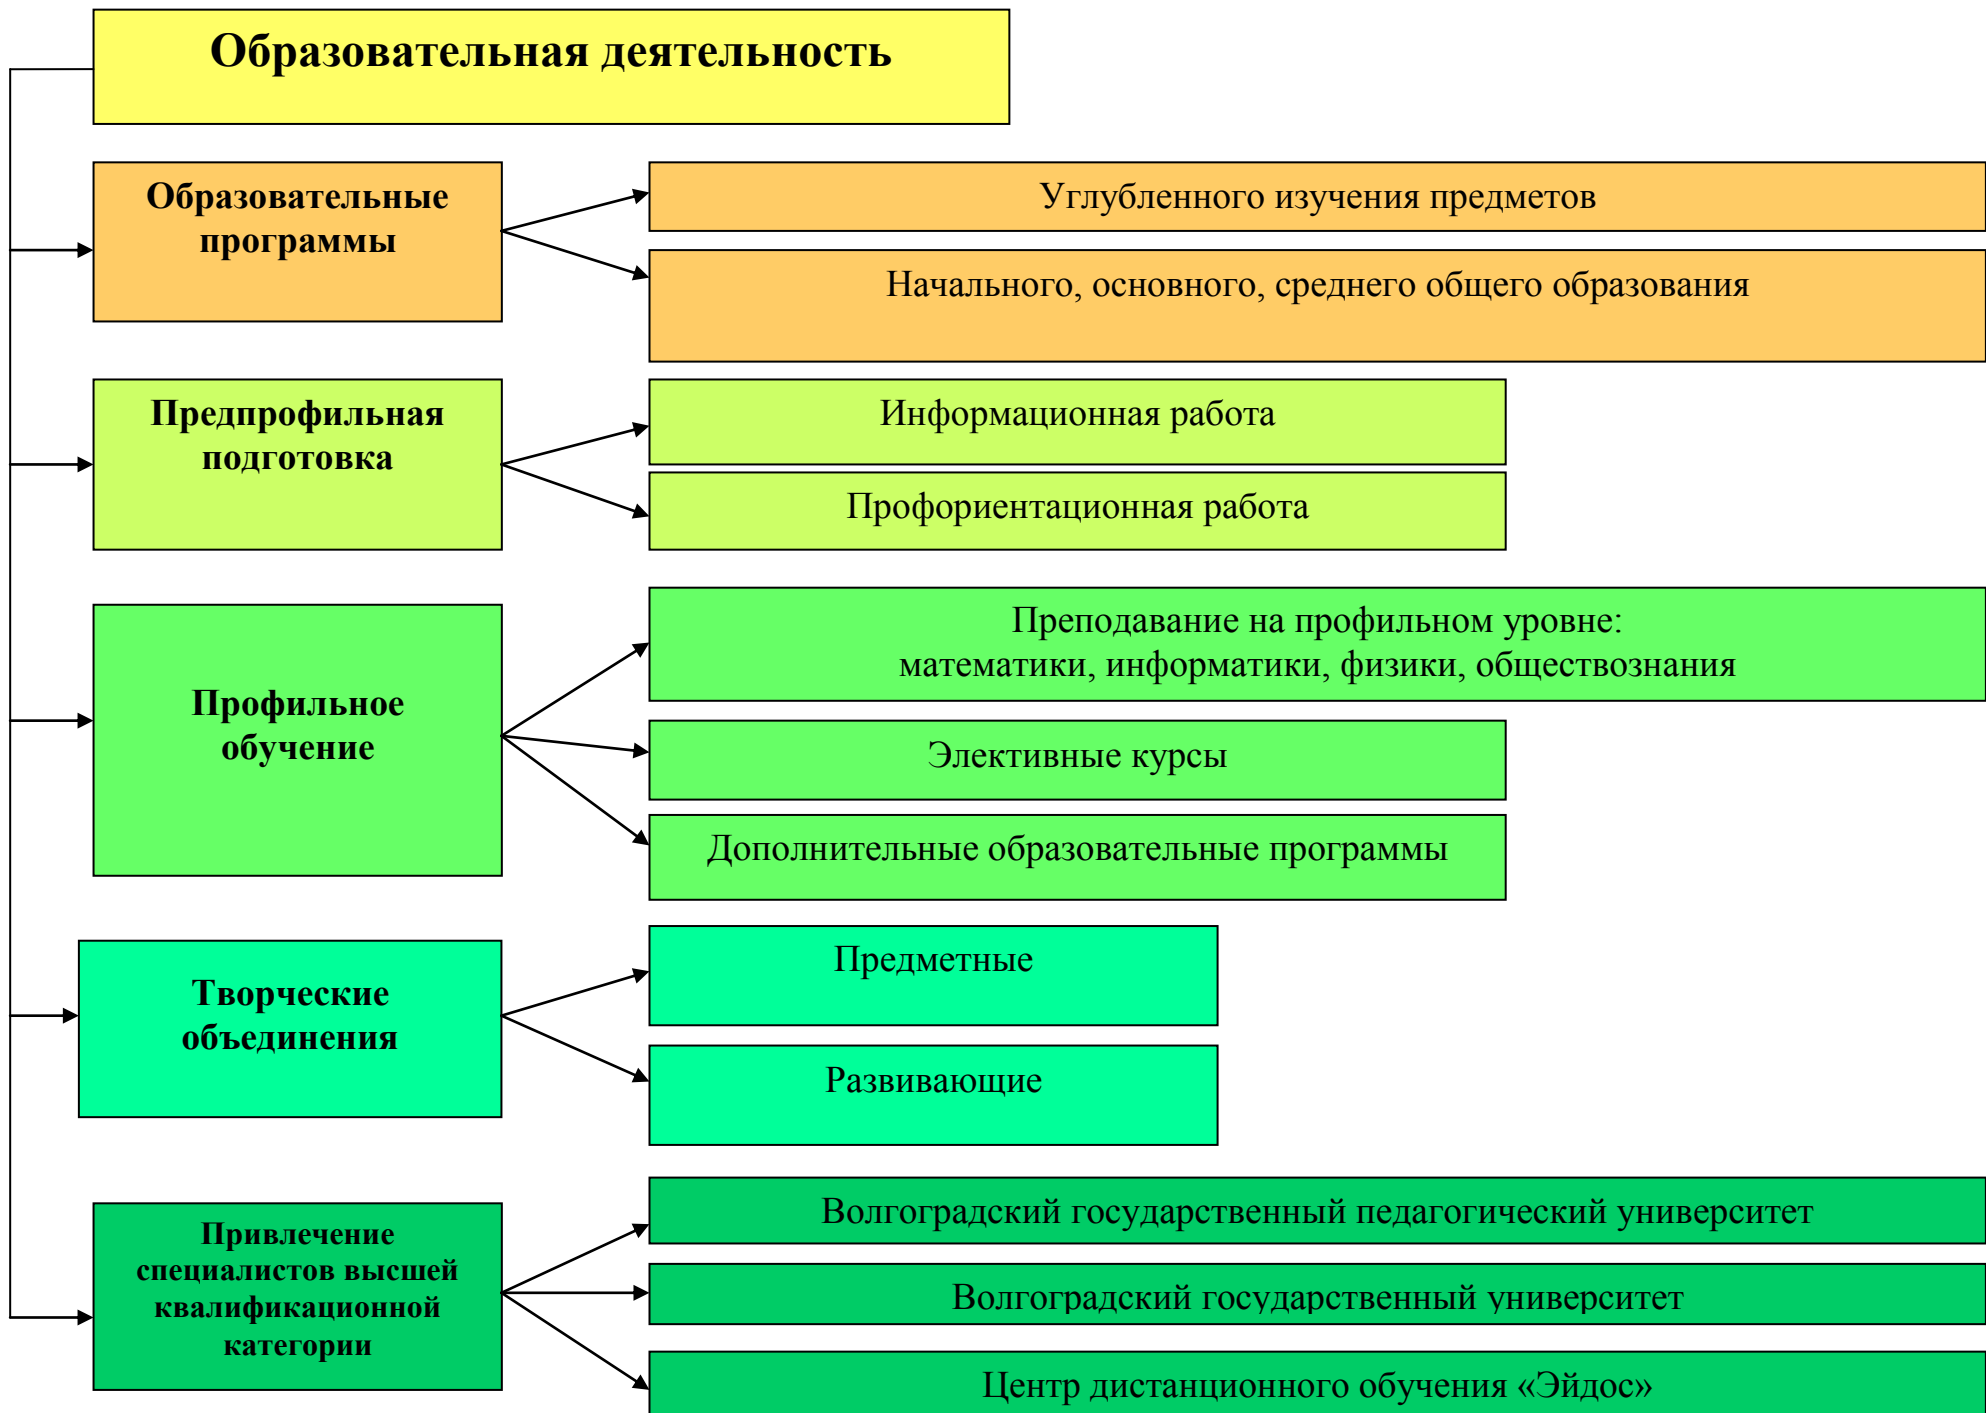 Образовательная деятельность
Образовательные
программы
Углубленного изучения предметов
Начального, основного, среднего общего образования
Предпрофильная
подготовка
Информационная работа
Профориентационная работа
Профильное
обучение
Преподавание на профильном уровне:
математики, информатики, физики, обществознания
Элективные курсы
Дополнительные образовательные программы
Творческие
объединения
Предметные
Развивающие
Привлечение
специалистов высшей
квалификационной
категории
Волгоградский государственный педагогический университет
Волгоградский государственный университет
Центр дистанционного обучения «Эйдос»